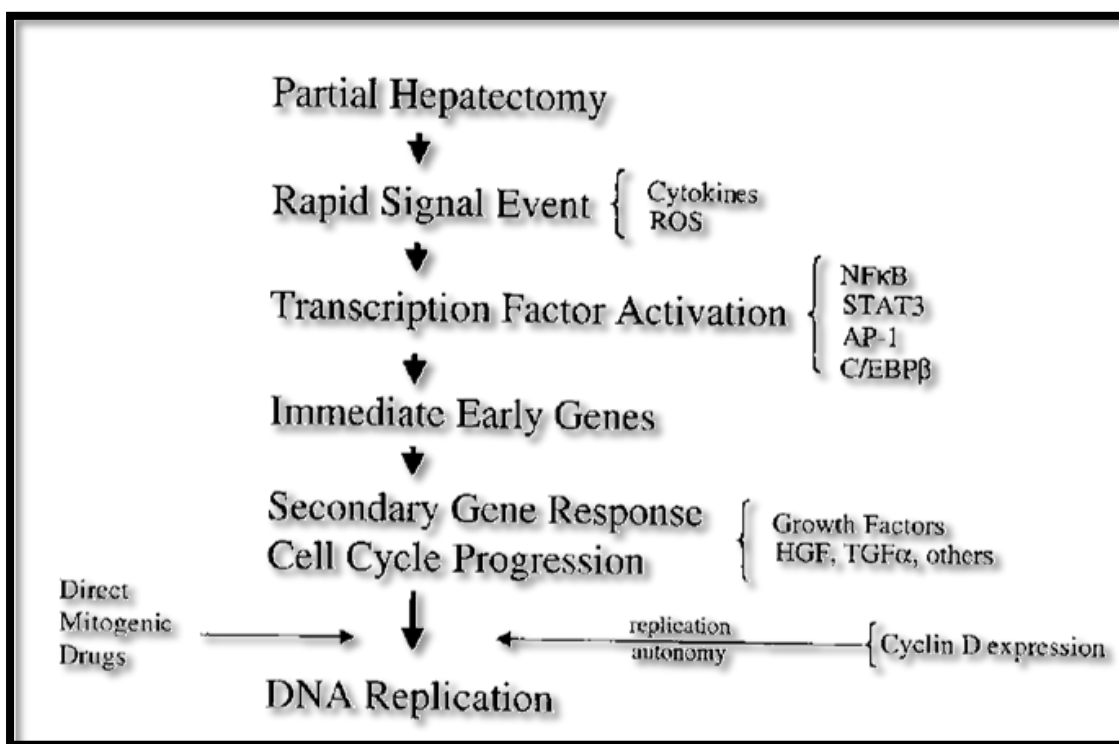 Partial Hepatectomy
Rapid Signal Event
Cytokines
ROS
Transcription Factor Activation
NFκB
STAT3
AP-1
C/EBPβ
Immediate Early Genes
Secondary Gene Response
Cell Cycle Progression
Growth Factors
HGF, TGFα, others
Direct
Mitogenic
Drugs
replication
autonomy
Cyclin D expression
DNA Replication